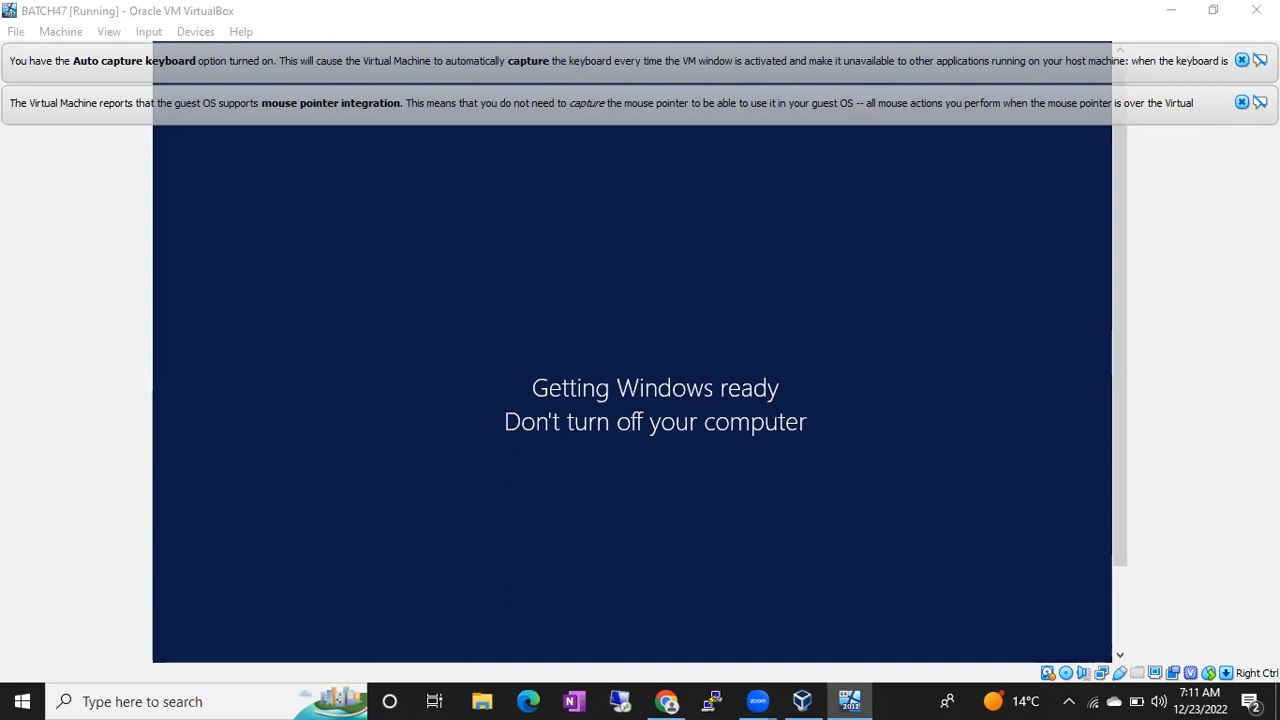 BATCH47 [Running] - Oracle VM VirtualBox
File Machine View Input Devices Help
You have the Auto capture keyboard option turned on. This will cause the Virtual Machine to automatically capture the keyboard every time the VM window is activated and make it unavailable to other applications running on your host machine: when the keyboard is
The Virtual Machine reports that the guest OS supports mouse pointer integration. This means that you do not need to capture the mouse pointer to be able to use it in your guest OS -- all mouse actions you perform when the mouse pointer is over the Virtual
Getting Windows ready
Don't turn off your computer
Right Ctrl
Type here to search
zoom
2012
14°C
7:11 AM
12/23/2022
2